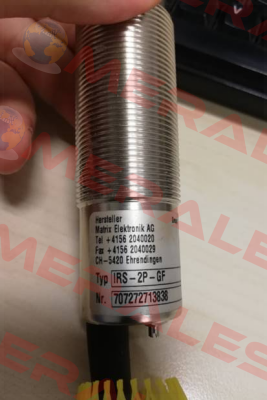 Hersteller
Matrix Elektronik AG
Tel +4156 2040020
Fax +4156 2040029
CH-5420 Ehrendingen
Typ IRS-2P-GF
Nr. 707272713838